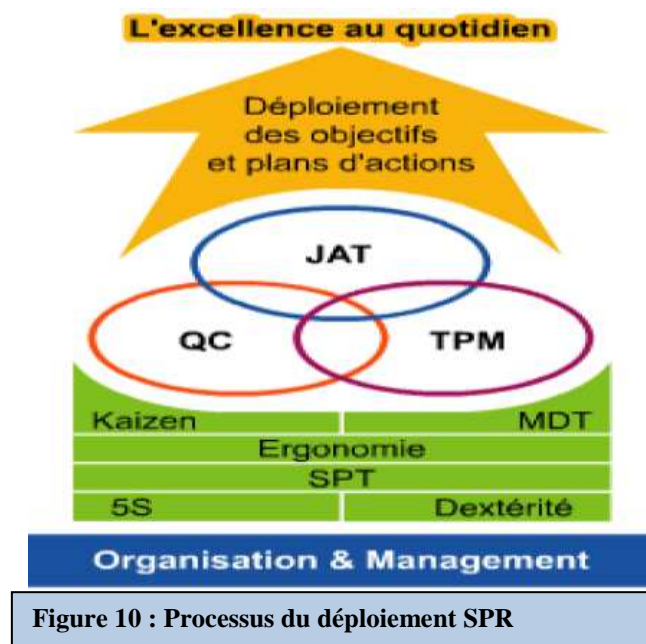 L'excellence au quotidien
Déploiement
des objectifs
et plans d'actions
JAT
QC TPM
Kaizen MDT
Ergonomie
SPT
5S Dextérité
Organisation & Management
Figure 10 : Processus du déploiement SPR